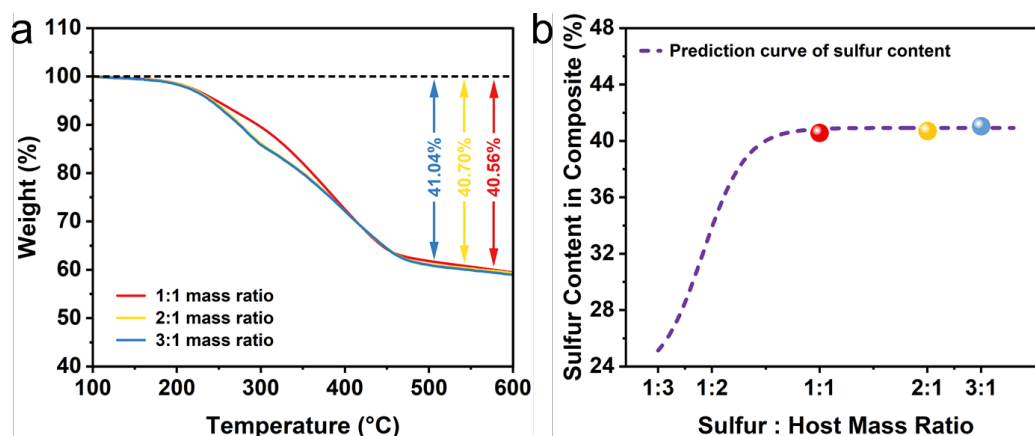 a
110
100
90
80
70
60
50
40
Weight (%)
41.04%
40.70%
40.56%
1:1 mass ratio
2:1 mass ratio
3:1 mass ratio
100 200 300 400 500 600
Temperature (°C)
b
48
44
40
36
32
28
24
Sulfur Content in Composite (%)
Prediction curve of sulfur content
1:3 1:2 1:1 2:1 3:1
Sulfur : Host Mass Ratio